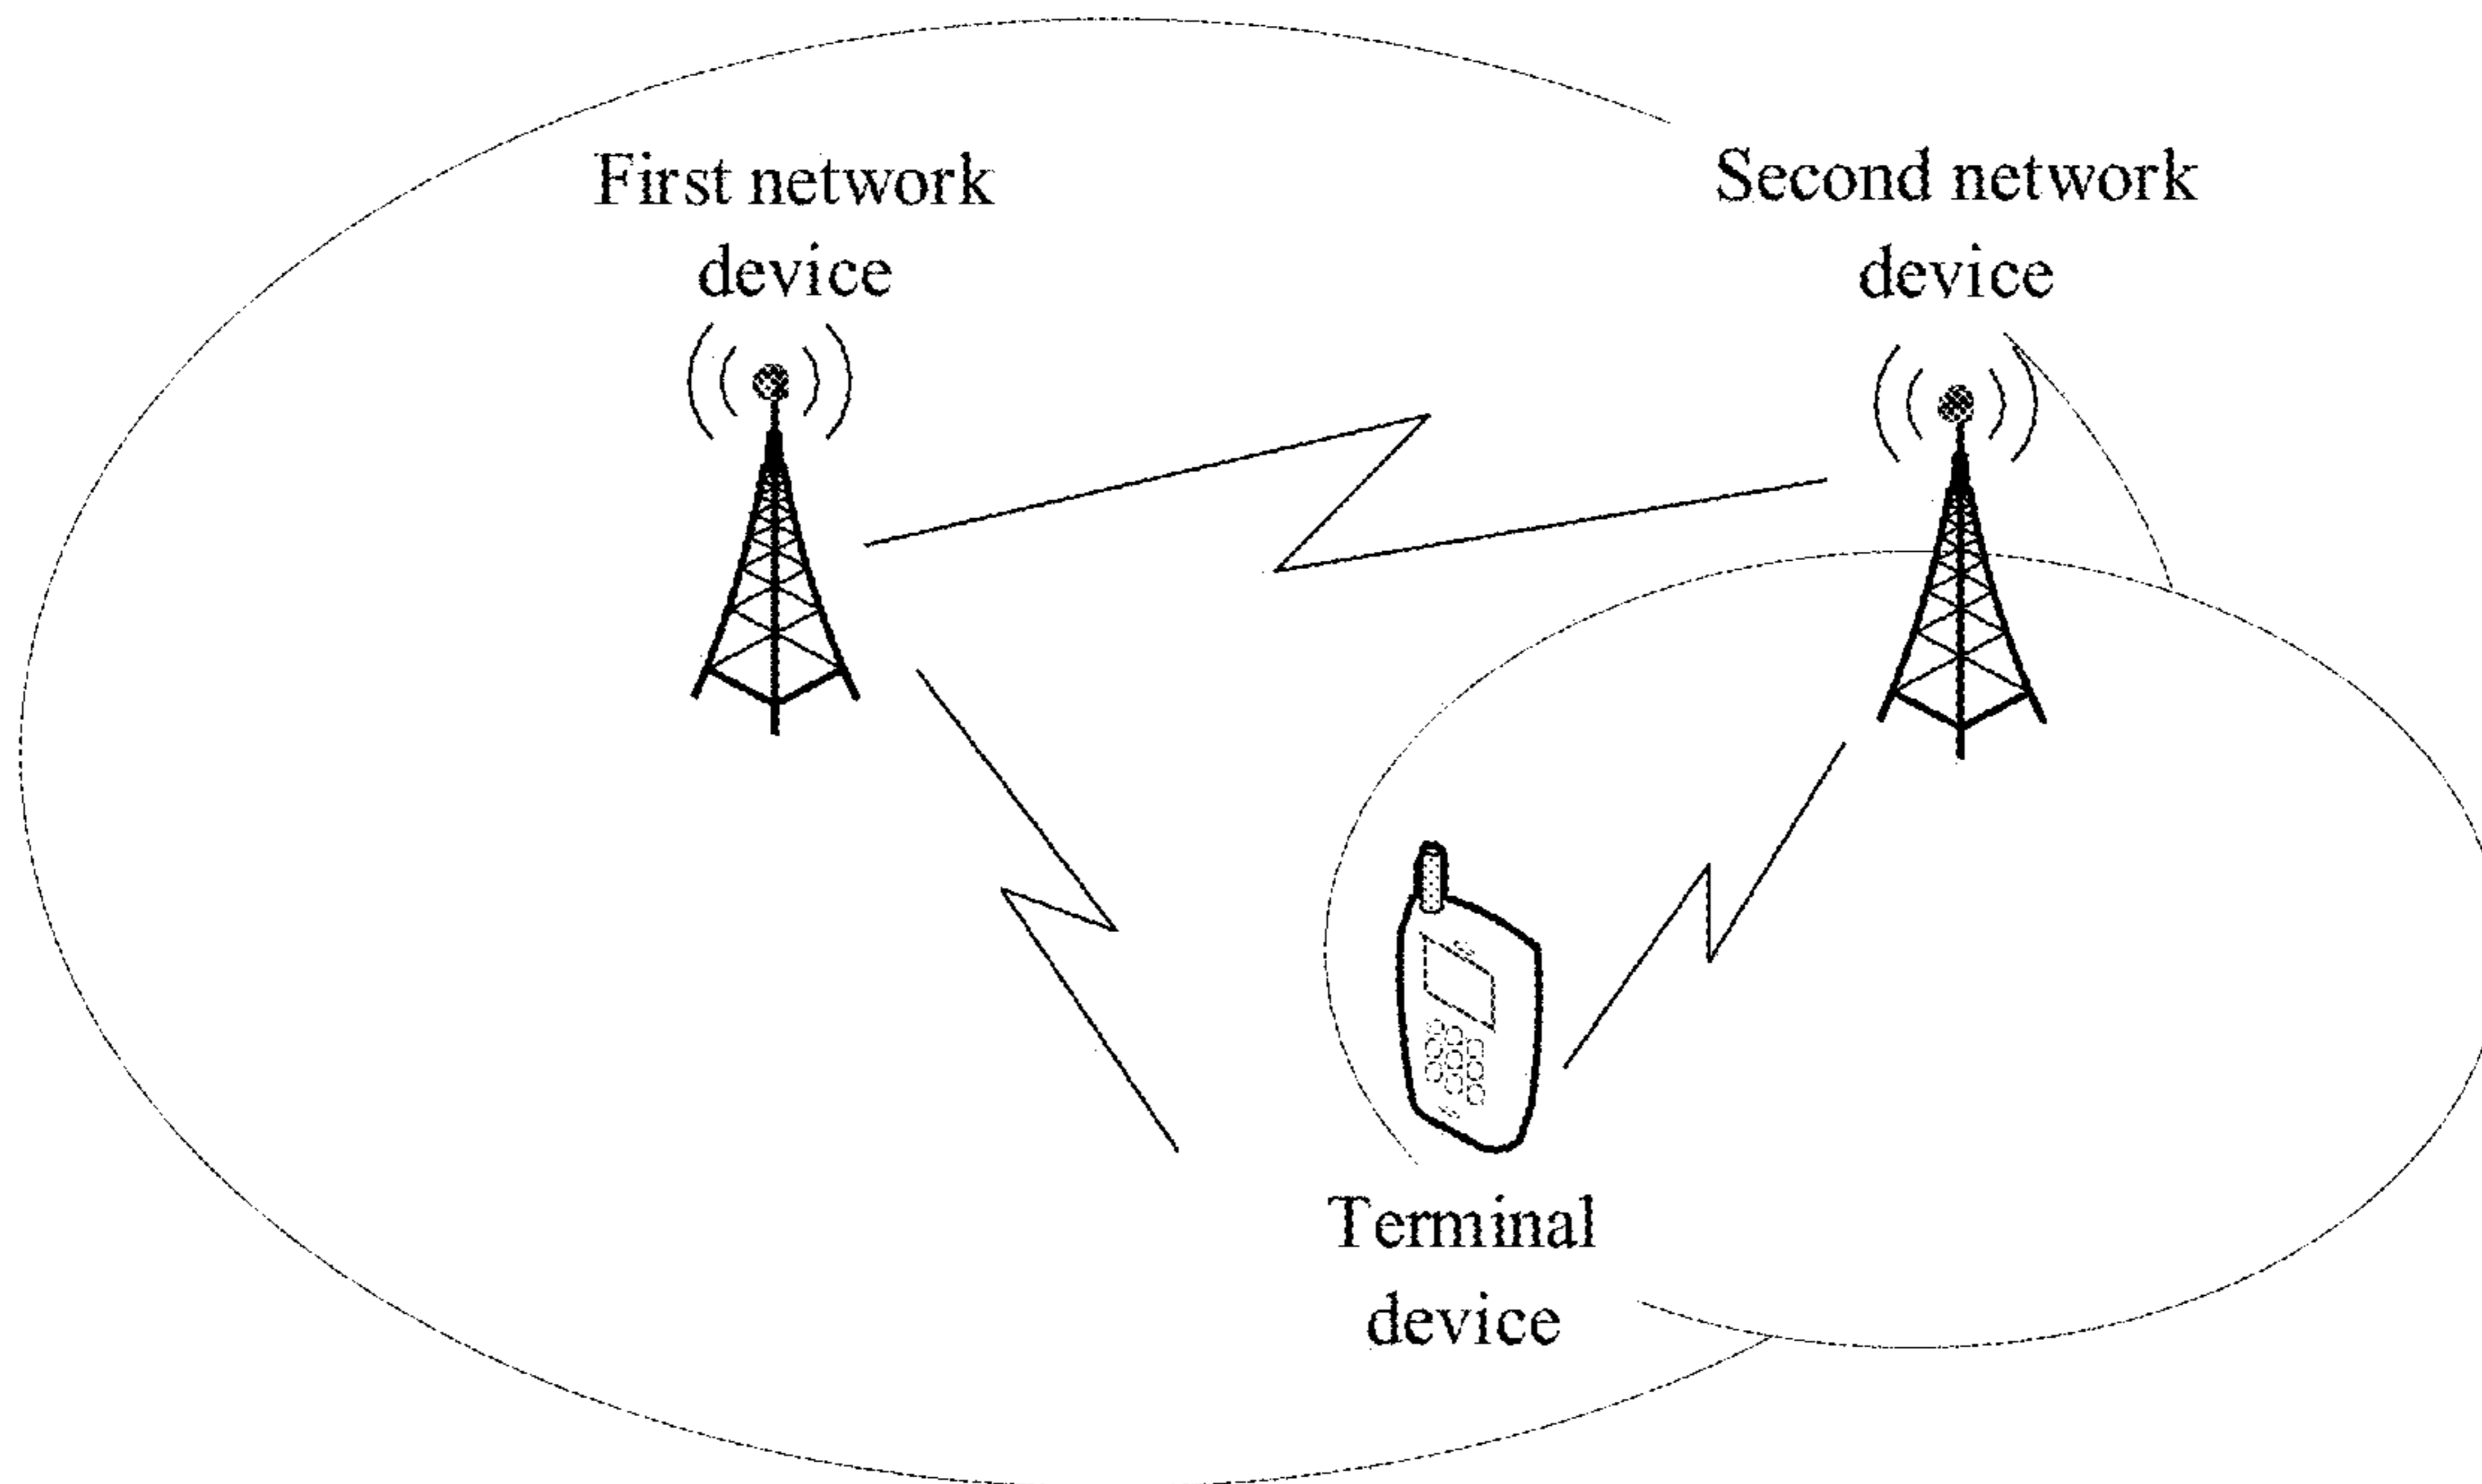 First network
device
Second network
device
Terminal
device